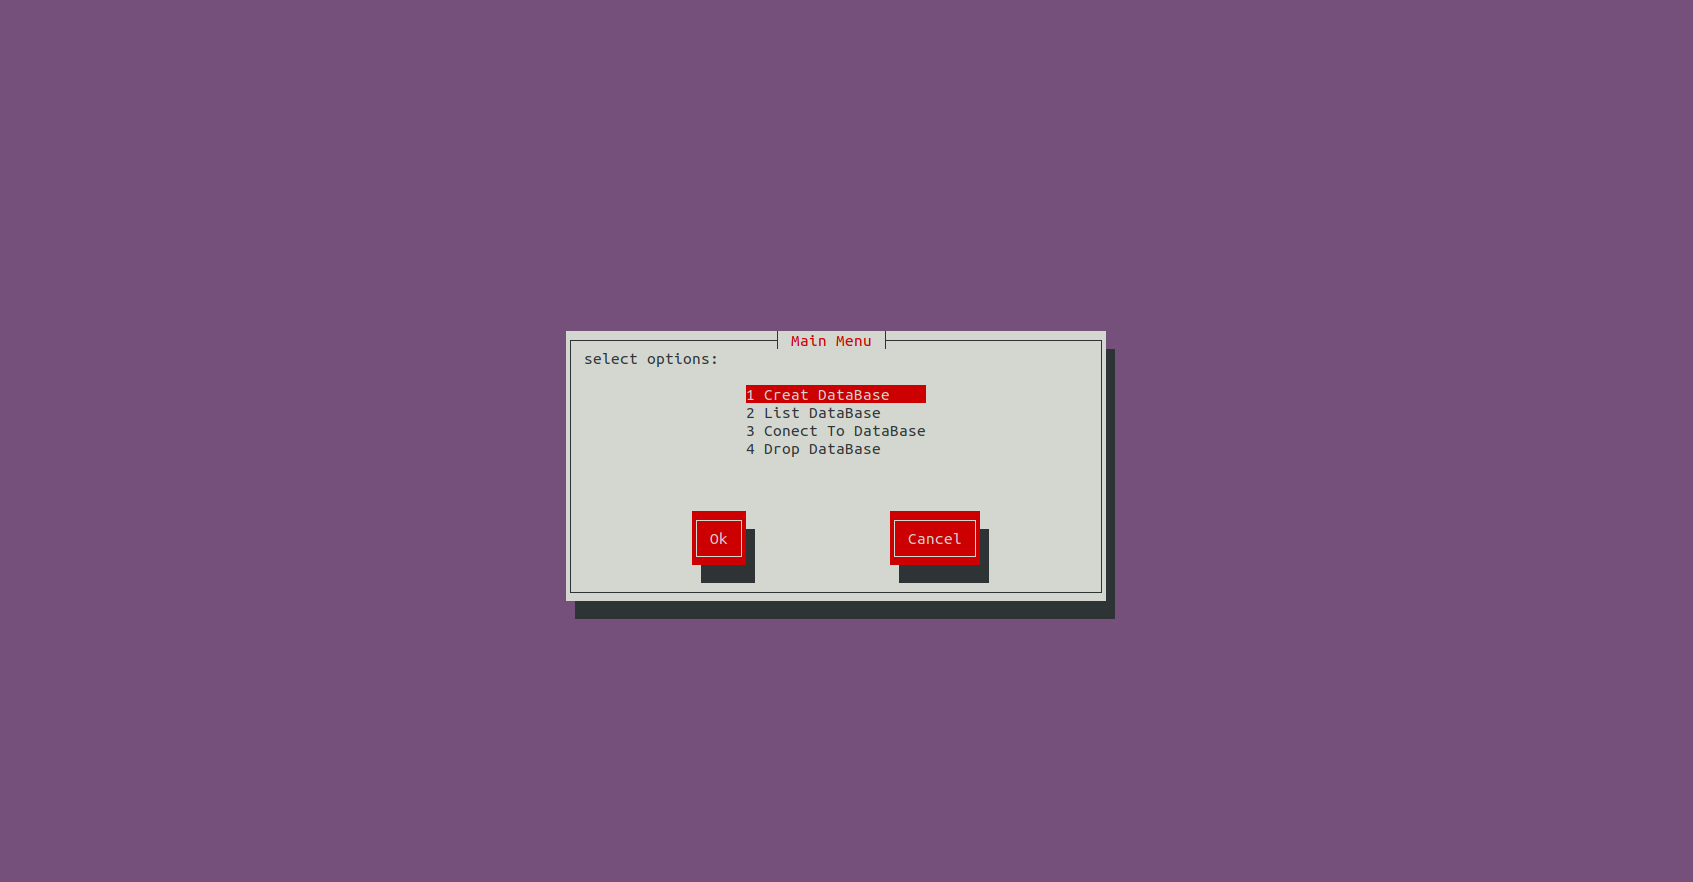 Main Menu
select options:
1 Creat DataBase
2 List DataBase
3 Conect To DataBase
4 Drop DataBase
Ok Cancel